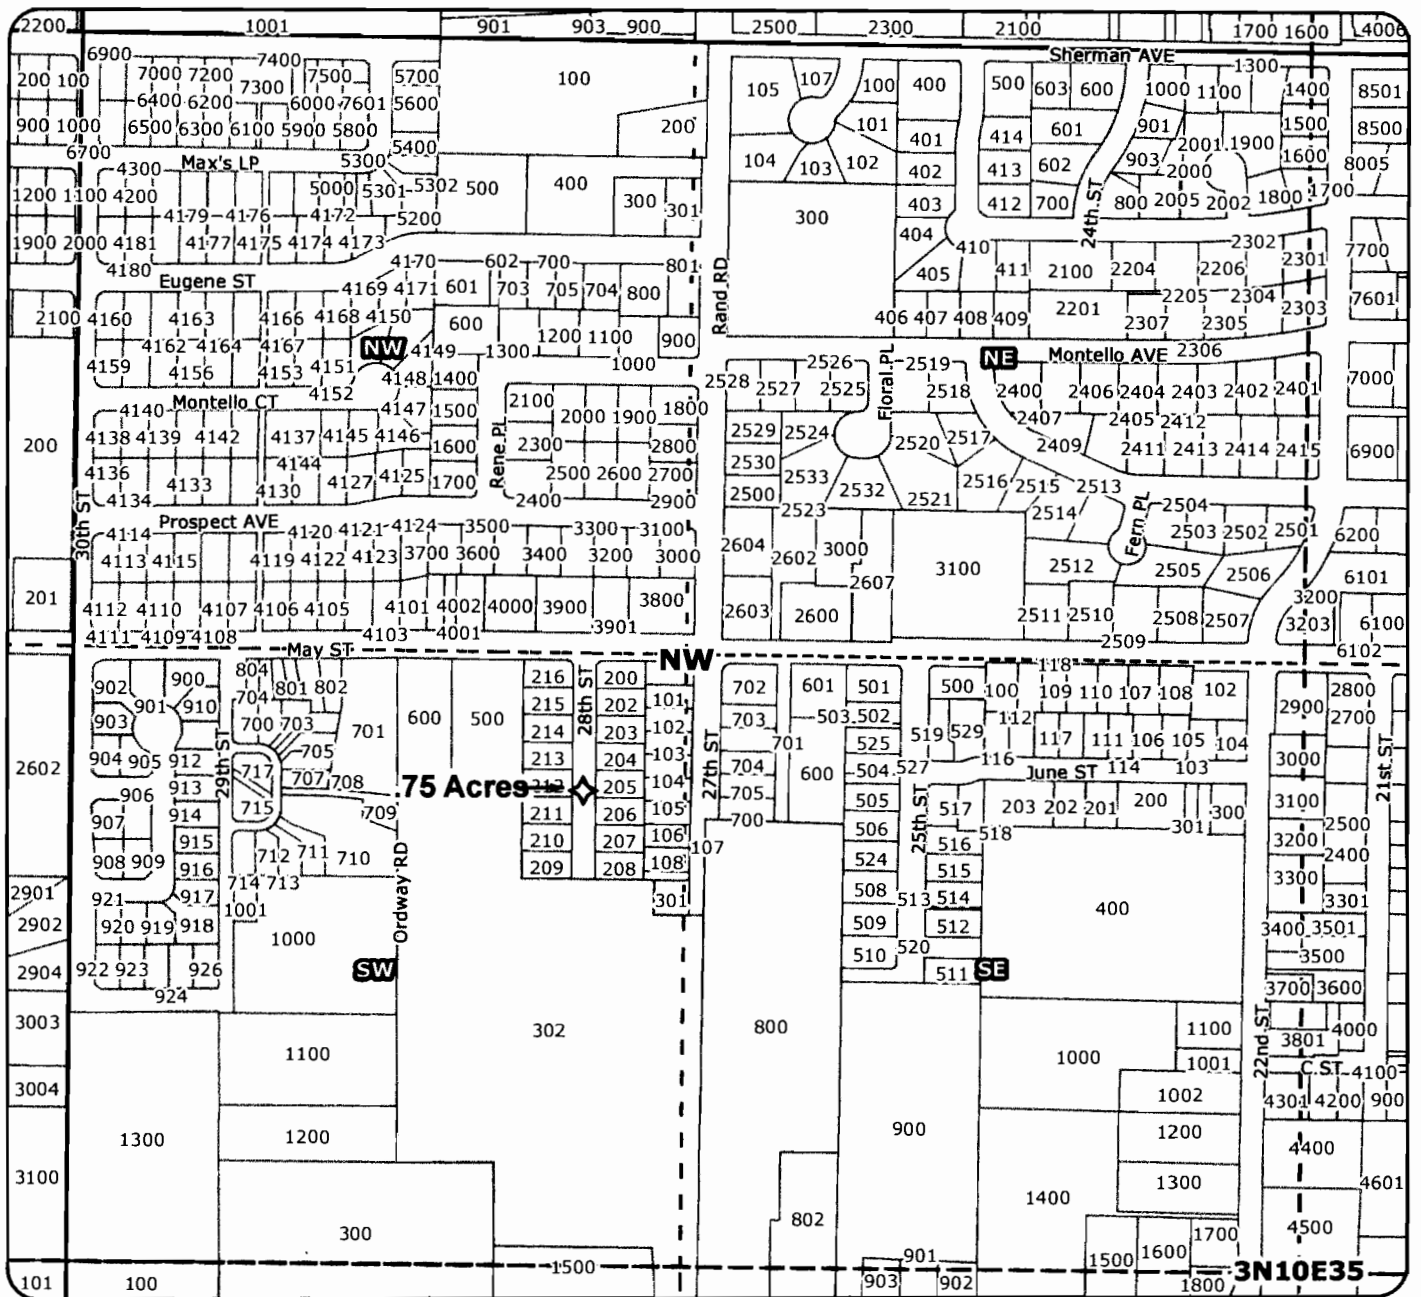 2200 1001 901 903 900 2500 2300 2100 1700 1600 4006
Sherman AVE
6900 7400 1300
200 100 7000 7200 7300 7500 5700 100 105 107 100 400 500 603 600 1000 1100 1400 8501
6400 6200 6000 7601 5600
900 1000 6500 6300 6100 5900 5800 200 101 401 414 601 901 1500 8500
6700 Max's LP 5300 5400 2001 1900
4300 104 103 102 402 413 602 903 2000 1600 8005
1200 1100 4200 5000 5301 5302 500 400 300 301 403 412 700 800 2005 2002 1800 1700
4179 4176 4172 5200 300 24th ST
1900 2000 4181 4177 4175 4174 4173 404 410 2302 7700
4180 4170 602 700 801 405 411 2100 2204 2206 2301
Eugene ST 4169 4171 601 703 705 704 800 Rand RD 2205 2304 7601
2100 4160 4163 4166 4168 4150 600 406 407 408 409 2201 2307 2305 2303
4162 4164 4167 NW 4149 1300 1200 1100 900 NE Montello AVE 2306
4159 4156 4153 4151 1000 2526 Floral PL 2519
4152 4148 1400 2528 2527 2525 2518 2400 2406 2404 2403 2402 2401 7000
Montello CT
4140 4147 1500 2100 2000 1900 1800 2407 2405 2412
4138 4139 4142 4137 4145 4146 1600 Rene PL 2300 2800 2529 2524 2520 2517 2409 2411 2413 2414 2415 6900
200 4136 4144 2530 2533
4133 4130 4127 4125 1700 2500 2600 2700 2500 2532 2521 2516 2515 2513
4134 2400 2900 2523 2514 2504
30th ST Prospect AVE
4114 4120 4121 4124 3500 3300 3100 2503 2502 2501 6200
4113 4115 4119 4122 4123 3700 3600 3400 3200 3000 2604 2602 3000 3100 2512 Fern PL 2505 2506 6101
201 4112 4110 4107 4106 4105 4101 4002 4000 3900 3800 2603 2600 2607 2511 2510 2508 2507 3200
4111 4109 4108 4103 4001 3901 2509 3203 6100
May ST NW 6102
118
2602 902 900 804 801 802 216 28th ST 200 702 601 501 500 100 109 110 107 108 102 2900 2800
901 910 704 600 500 215 202 101 703 503 502 112 2700
903 700 703 701 214 203 102 519 529
904 905 912 29th ST 705 213 204 103 27th ST 701 525 117 111 106 105 104 3000 21st ST
717 707 708 704 600 504 527 116 June ST 114 103
906 913 .75 Acres 212 205 104 705 505 25th ST 517 203 202 201 200 300 3100
907 914 715 709 211 206 105 700 506 518 301 2500
908 909 915 712 711 710 210 207 106 107 524 516 3200 2400
916 714 713 209 208 108 508 515 3300
2901 921 917 1001 Ordway RD 301 513 514 400 3301
2902 920 919 918 1000 509 512 3400 3501
2904 922 923 926 SW 510 520 511 SE 3500
924 3700 3600
3003 302 800 1100 22nd ST 3801 4000
1100 1000 1001 C ST 4100
3004 1002 4301 4200 900
1300 1200 900 1200 4400
3100 1300 4601
300 802 1400 4500
1700
901 1500 1600
101 100 1500 903 902 1800 3N10E35